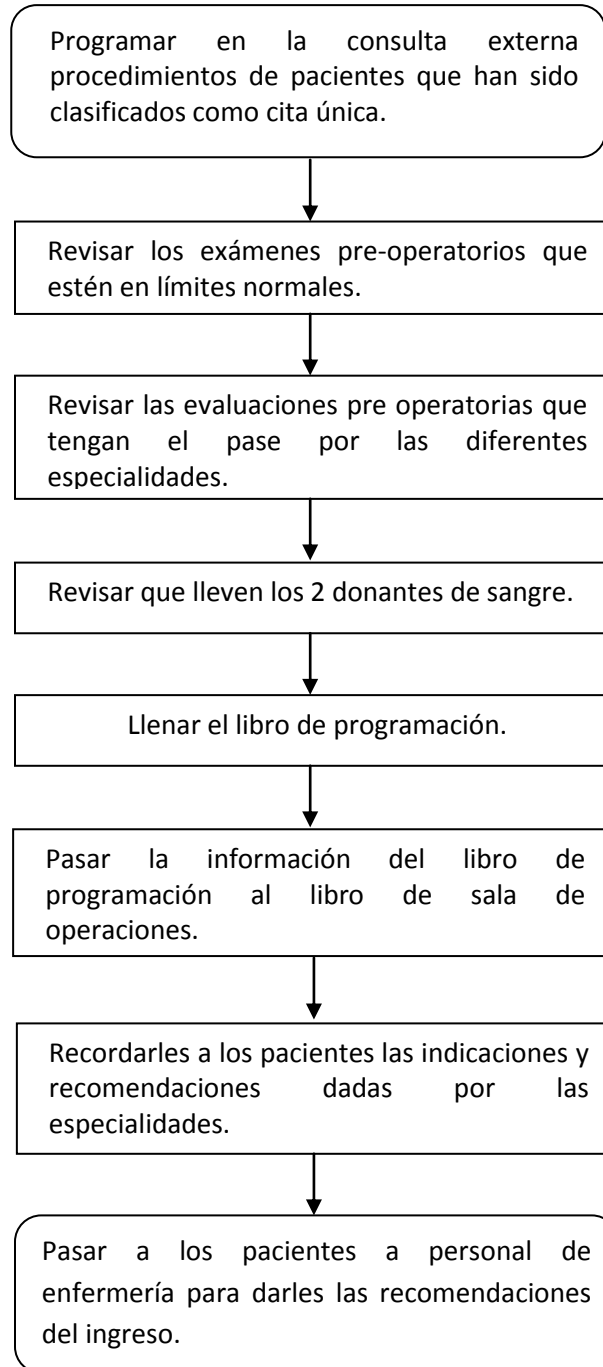 Programar en la consulta externa
procedimientos de pacientes que han sido
clasificados como cita única.
Revisar los exámenes pre-operatorios que
estén en límites normales.
Revisar las evaluaciones pre operatorias que
tengan el pase por las diferentes
especialidades.
Revisar que lleven los 2 donantes de sangre.
Llenar el libro de programación.
Pasar la información del libro de
programación al libro de sala de
operaciones.
Recordarles a los pacientes las indicaciones y
recomendaciones dadas por las
especialidades.
Pasar a los pacientes a personal de
enfermería para darles las recomendaciones
del ingreso.